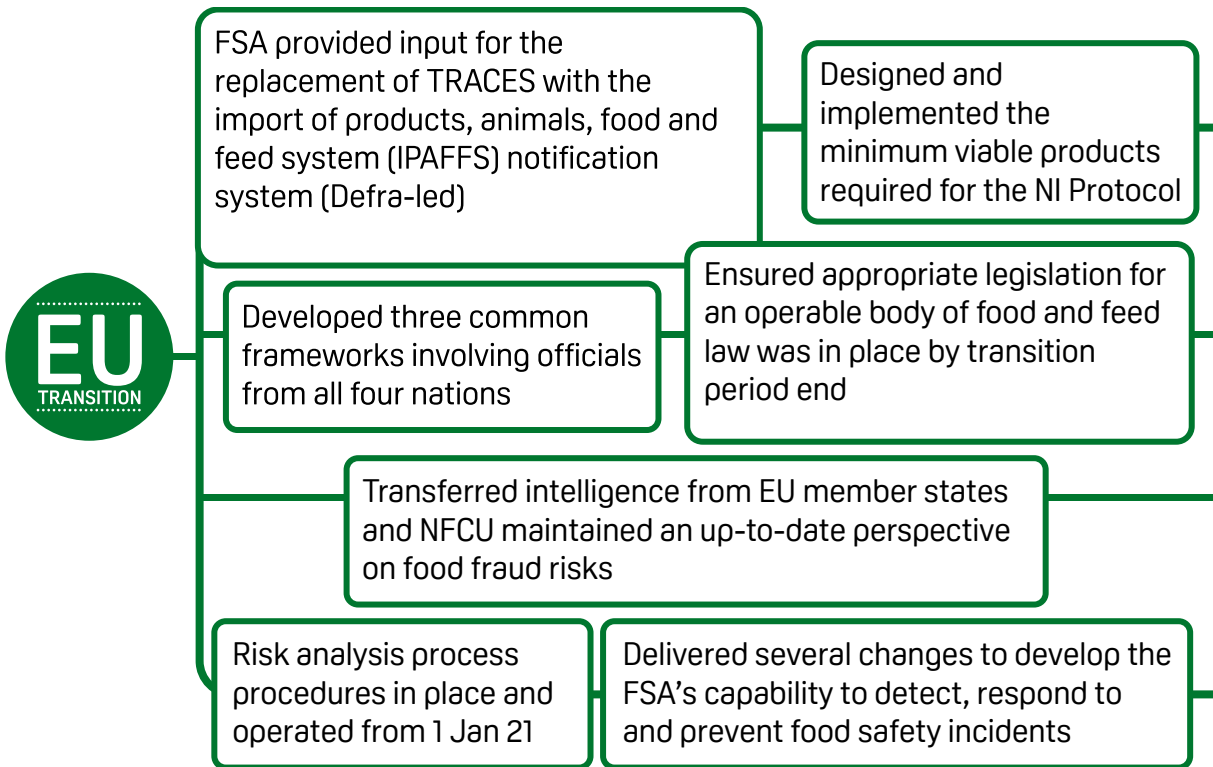 EU
TRANSITION
FSA provided input for the
replacement of TRACES with the
import of products, animals, food and
feed system (IPAFFS) notification
system (Defra-led)
Designed and
implemented the
minimum viable products
required for the NI Protocol
Developed three common
frameworks involving officials
from all four nations
Ensured appropriate legislation for
an operable body of food and feed
law was in place by transition
period end
Transferred intelligence from EU member states
and NFCU maintained an up-to-date perspective
on food fraud risks
Risk analysis process
procedures in place and
operated from 1 Jan 21
Delivered several changes to develop the
FSA’s capability to detect, respond to
and prevent food safety incidents